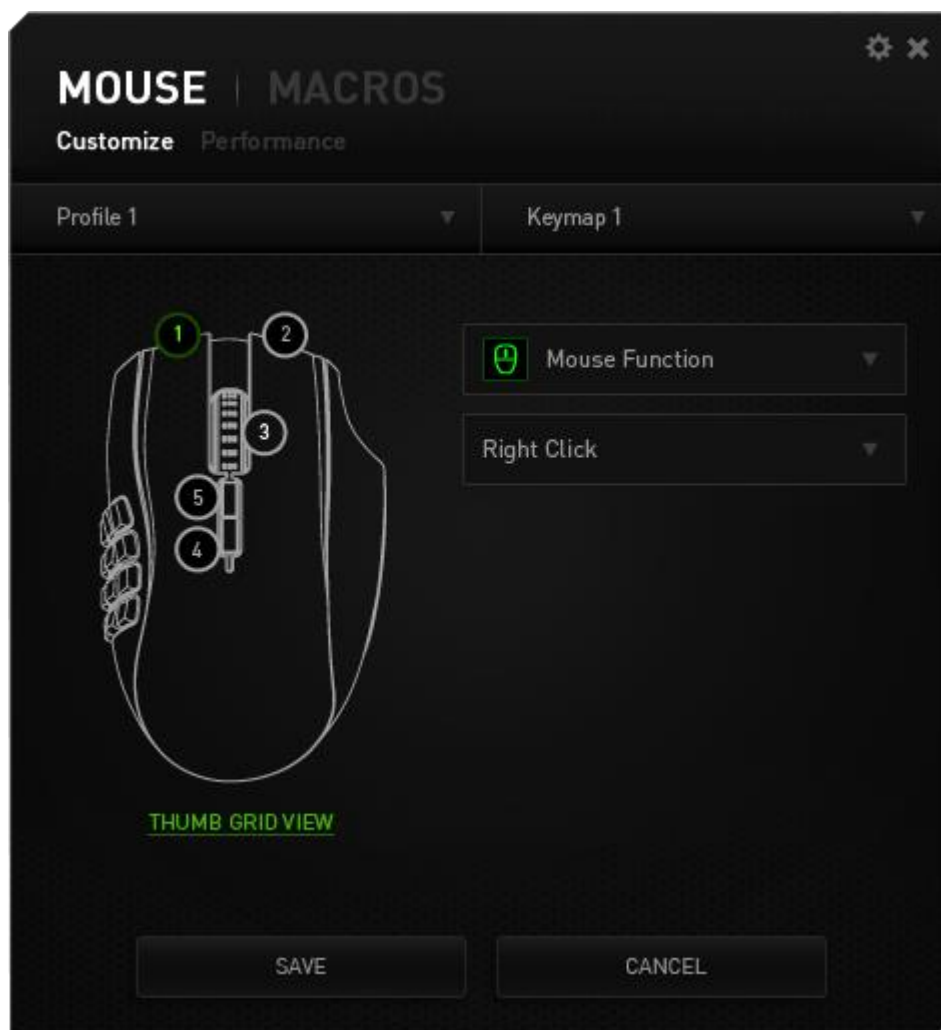 MOUSE | MACROS
Customize Performance
Profile 1 Keymap 1
1 2
Mouse Function
3
Right Click
5
4
THUMB GRID VIEW
SAVE CANCEL